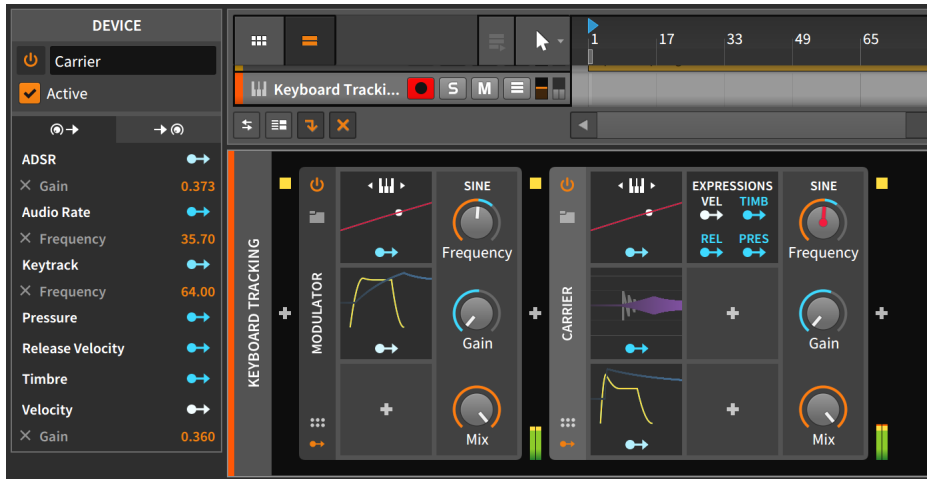 DEVICE
Carrier
Active
ADSR
Gain 0.373
Audio Rate
Frequency 35.70
Keytrack
Frequency 64.00
Pressure
Release Velocity
Timbre
Velocity
Gain 0.360
1 17 33 49 65
Keyboard Tracki... S M
KEYBOARD TRACKING
MODULATOR
SINE
Frequency
Gain
Mix
CARRIER
EXPRESSIONS
VEL TIMB
REL PRES
SINE
Frequency
Gain
Mix